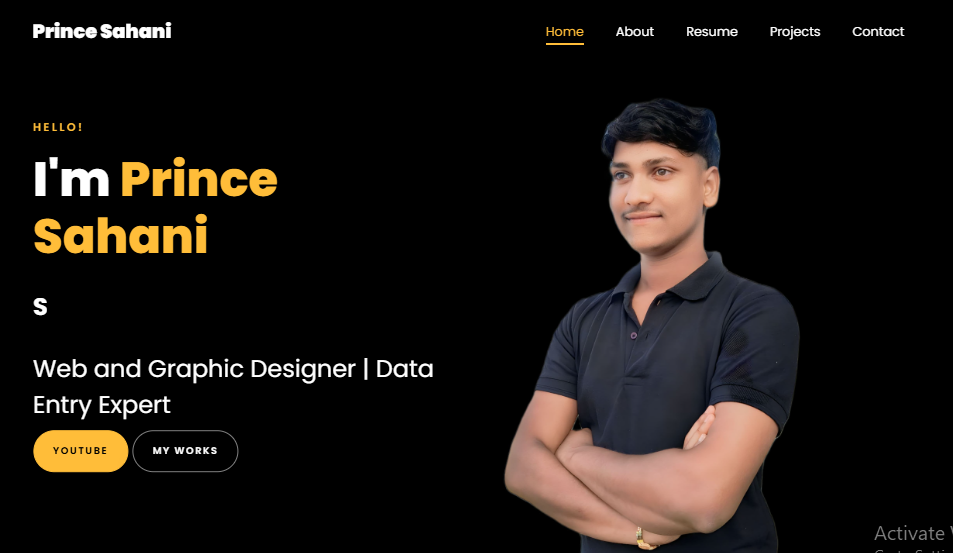 Prince Sahani
Home About Resume Projects Contact
HELLO!
I'm Prince
Sahani
s
Web and Graphic Designer | Data
Entry Expert
YOUTUBE MY WORKS
Activate